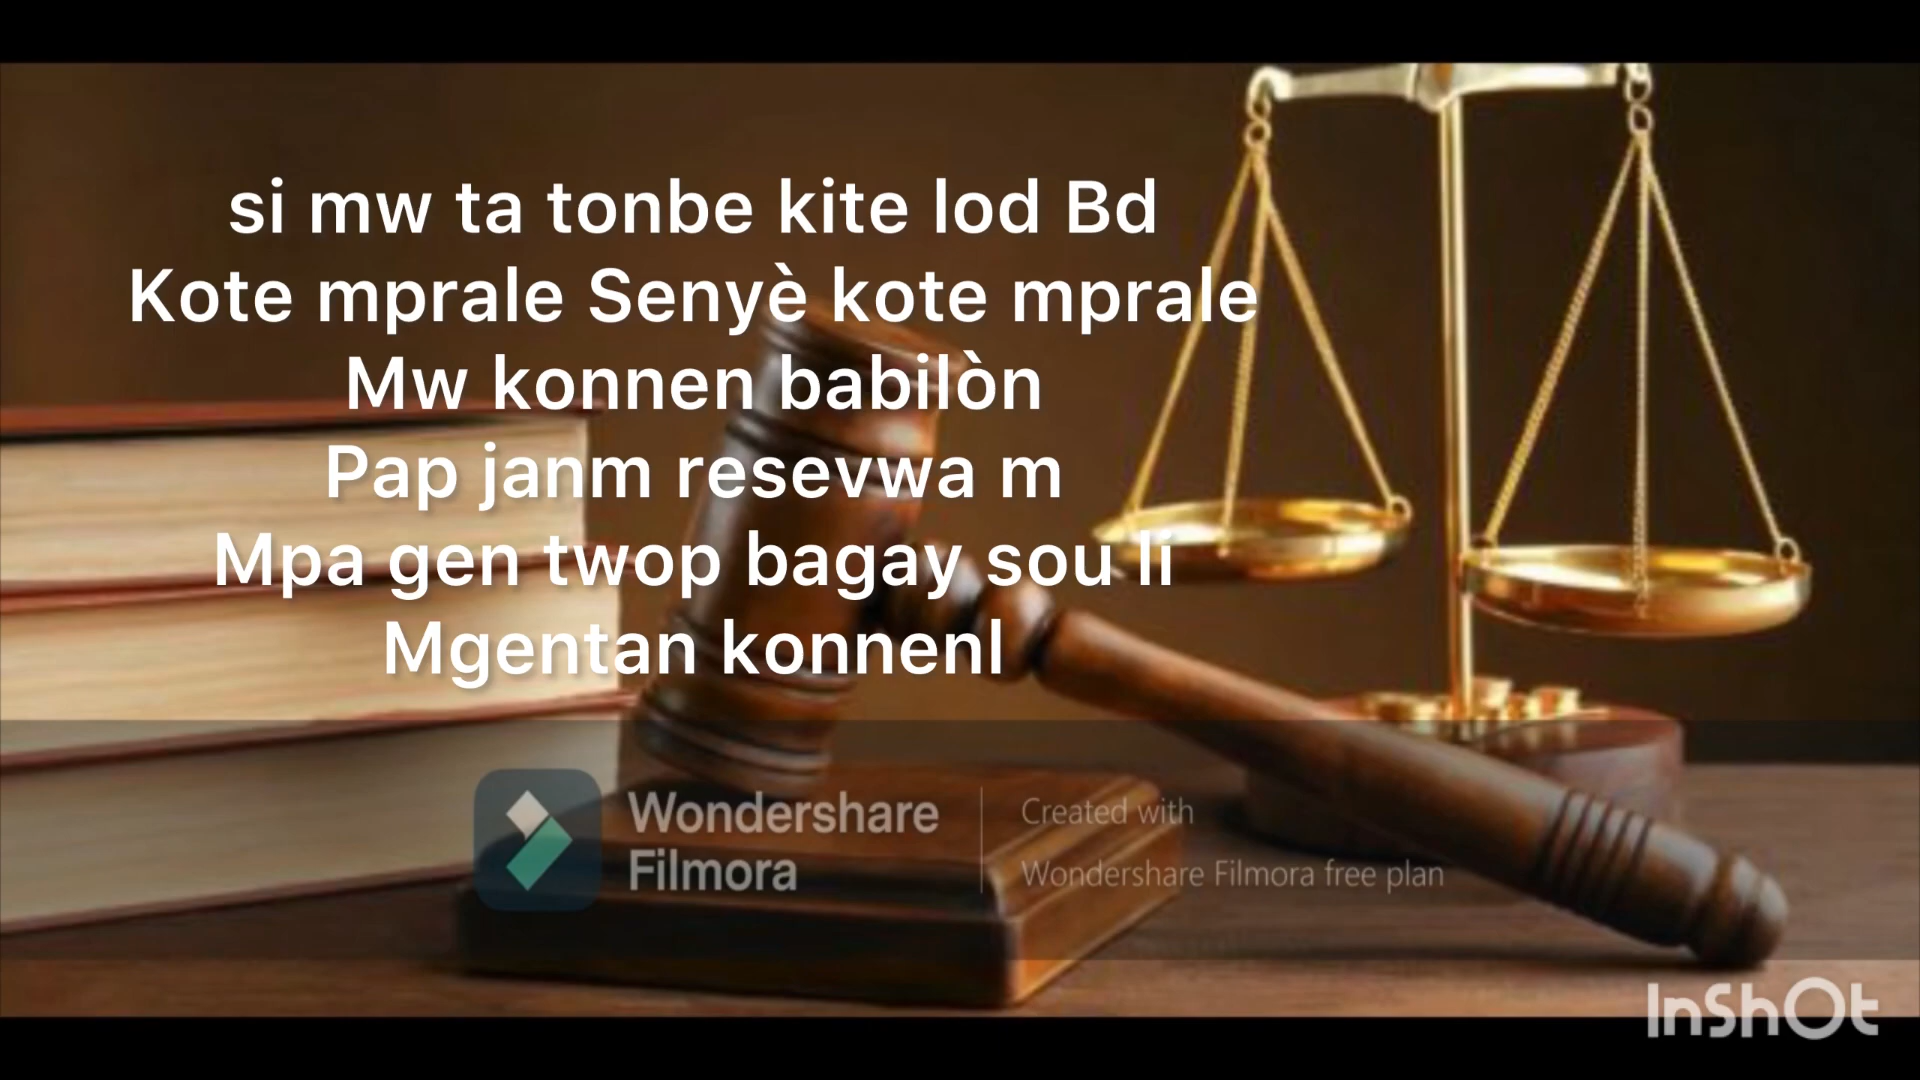 si mw ta tonbe kite lod Bd
Kote mprale Senyè kote mprale
Mw konnen babilòn
Pap janm resevwa m
Mpa gen twop bagay sou li
Mgentan konnenl
Wondershare
Filmora
Created with
Wondershare Filmora free plan
InShOt